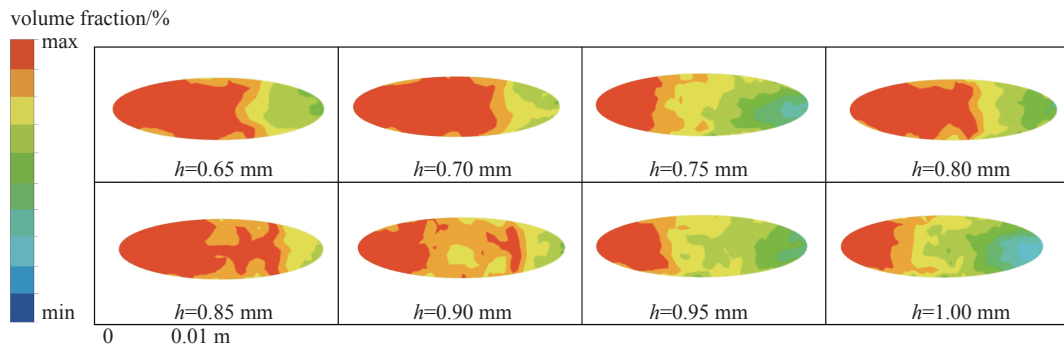 volume fraction/%
max
min
h=0.65 mm
h=0.70 mm
h=0.75 mm
h=0.80 mm
h=0.85 mm
h=0.90 mm
h=0.95 mm
h=1.00 mm
0 0.01 m